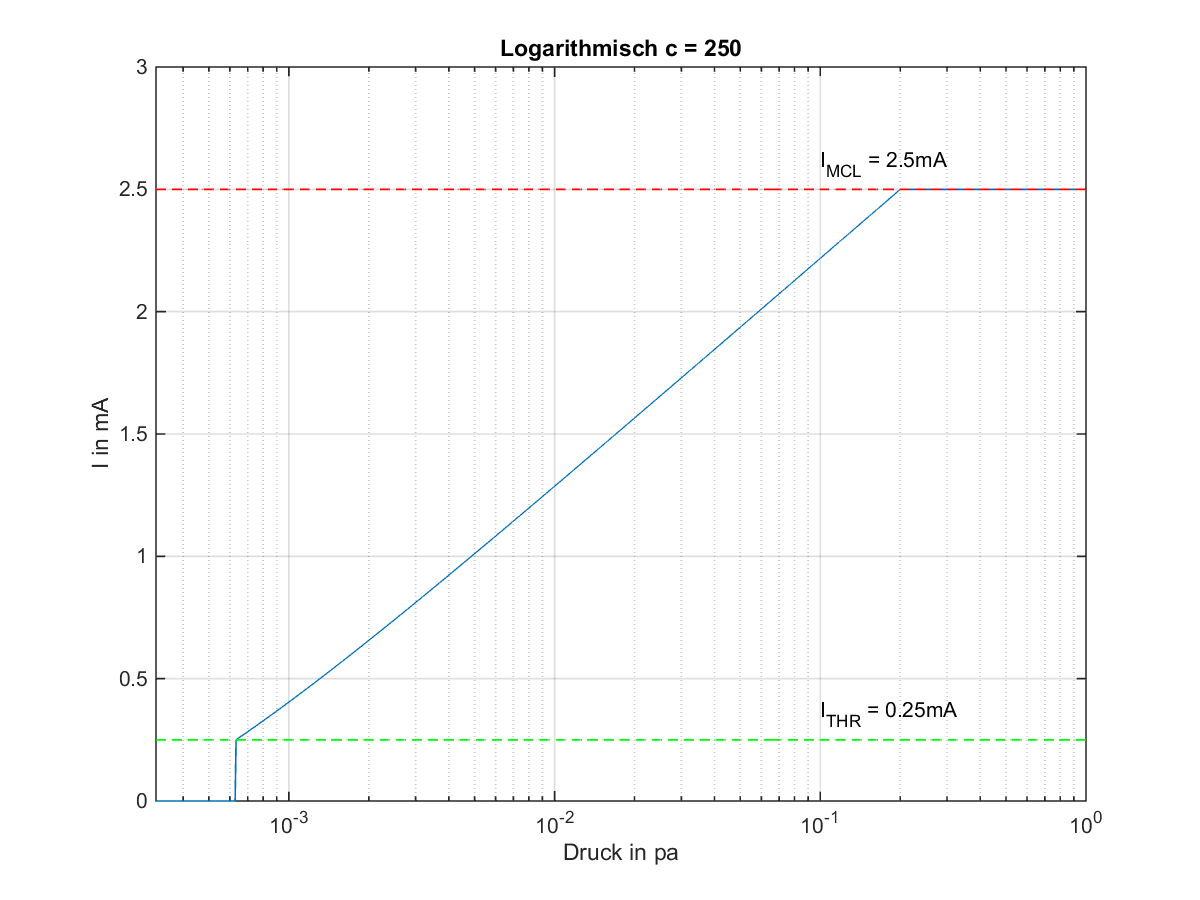 Logarithmisch c = 250
3
2.5
2
1.5
1
0.5
0
I in mA
I_MCL = 2.5mA
I_THR = 0.25mA
10^-3
10^-2
10^-1
10^0
Druck in pa